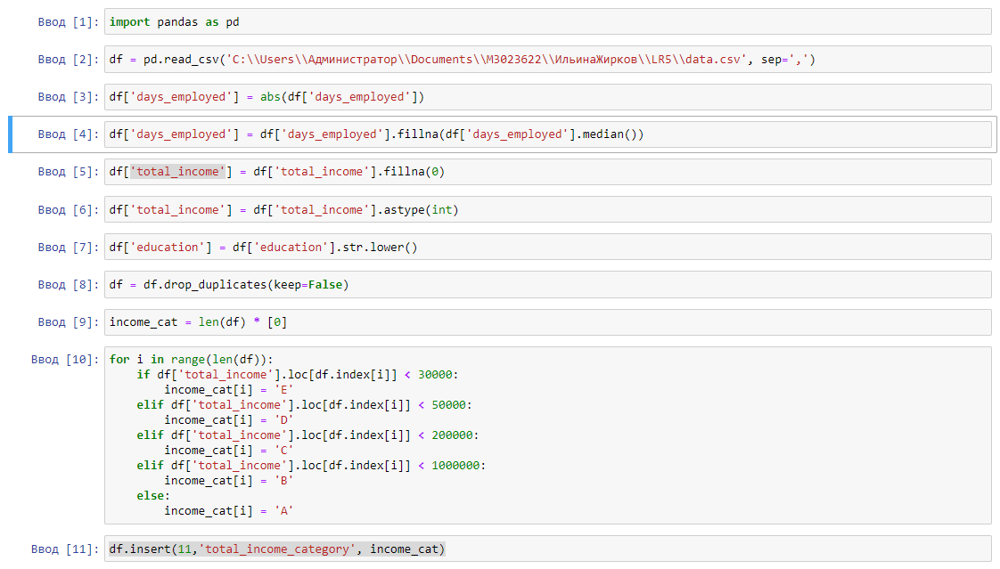 Ввод [1]: import pandas as pd
Ввод [2]: df = pd.read_csv('C:\\Users\\Администратор\\Documents\\М3О23622\\ИльинаЖирков\\LR5\\data.csv', sep=',')
Ввод [3]: df['days_employed'] = abs(df['days_employed'])
Ввод [4]: df['days_employed'] = df['days_employed'].fillna(df['days_employed'].median())
Ввод [5]: df['total_income'] = df['total_income'].fillna(0)
Ввод [6]: df['total_income'] = df['total_income'].astype(int)
Ввод [7]: df['education'] = df['education'].str.lower()
Ввод [8]: df = df.drop_duplicates(keep=False)
Ввод [9]: income_cat = len(df) * [0]
Ввод [10]: for i in range(len(df)):
    if df['total_income'].loc[df.index[i]] < 30000:
        income_cat[i] = 'E'
    elif df['total_income'].loc[df.index[i]] < 50000:
        income_cat[i] = 'D'
    elif df['total_income'].loc[df.index[i]] < 200000:
        income_cat[i] = 'C'
    elif df['total_income'].loc[df.index[i]] < 1000000:
        income_cat[i] = 'B'
    else:
        income_cat[i] = 'A'
Ввод [11]: df.insert(11,'total_income_category', income_cat)